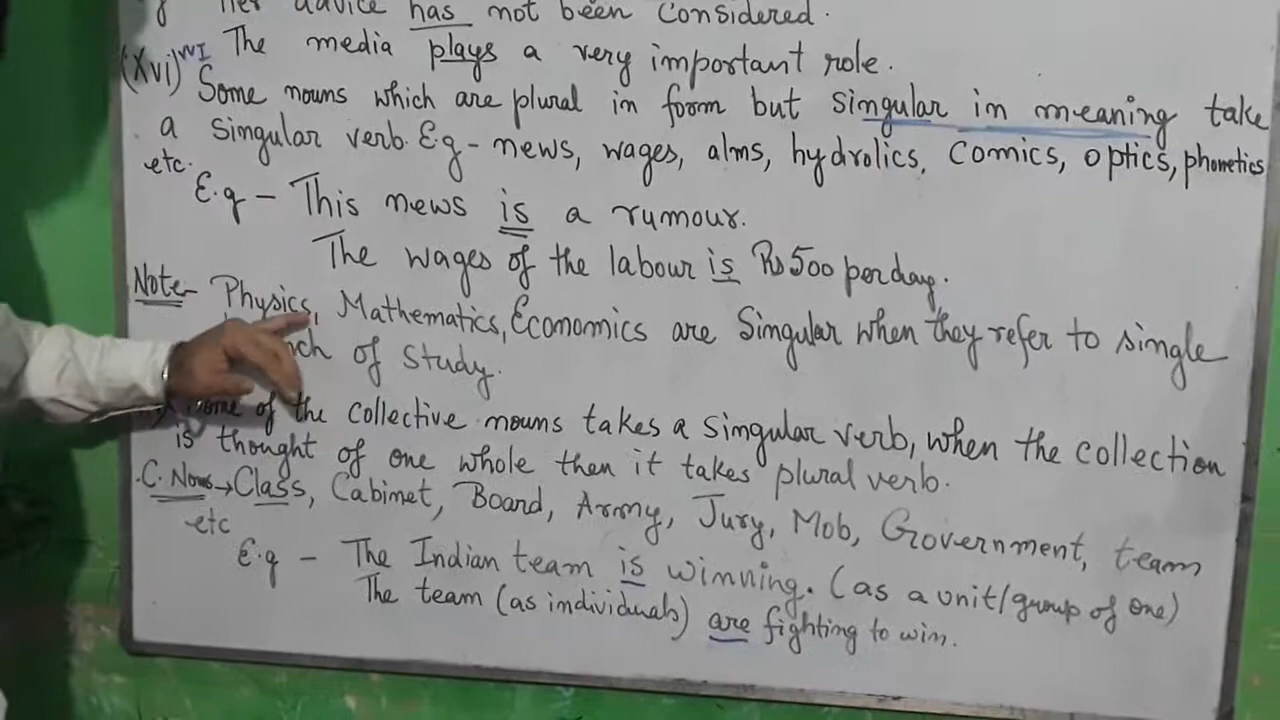 Her advice has not been considered.
(xvi) The media plays a very important role.
VVI Some nouns which are plural in form but singular in meaning take
a singular verb. E.g - news, wages, alms, hydrolics, comics, optics, phonetics
etc.
E.g - This news is a rumour.
The wages of the labour is Rs 500 per day.
Note - Physics, Mathematics, Economics are singular when they refer to single
of study.
of the collective nouns takes a singular verb, when the collection
is thought of one whole then it takes plural verb.
C. Nouns → Class, Cabinet, Board, Army, Jury, Mob, Government, team
etc
E.g - The Indian team is winning. (as a unit/group of one)
The team (as individuals) are fighting to win.